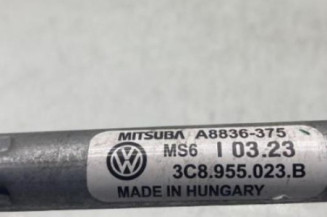 MITSUBA A8836-375
MS6 I 03.23
3C8.955.023.B
MADE IN HUNGARY